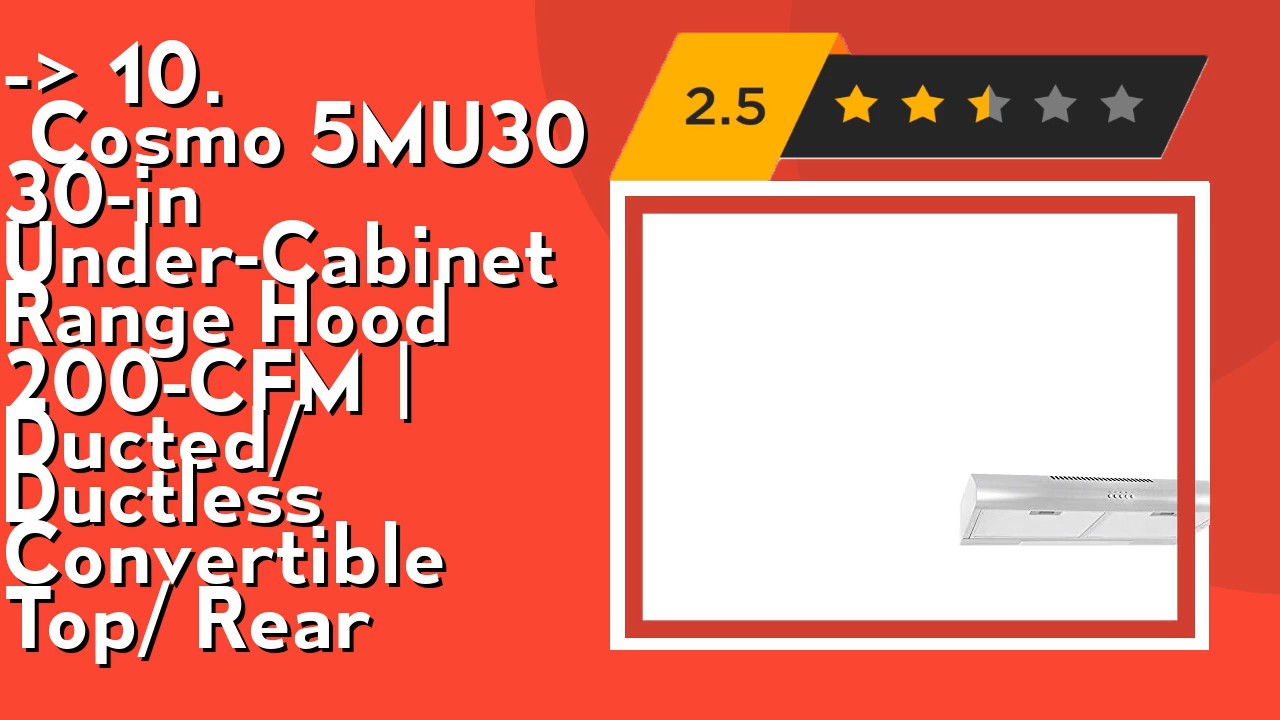 -> 10.
Cosmo 5MU30
30-in
Under-Cabinet
Range Hood
200-CFM |
Ducted/
Ductless
Convertible
Top/ Rear
2.5